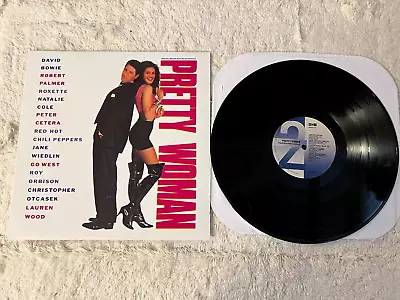 DAVID
BOWIE
ROBERT
PALMER
ROXETTE
NATALIE
COLE
PETER
CETERA
RED HOT
CHILI PEPPERS
JANE
WIEDLIN
GO WEST
ROY
ORBISON
CHRISTOPHER
OTCASEK
LAUREN
WOOD
PRETTY WOMAN
2